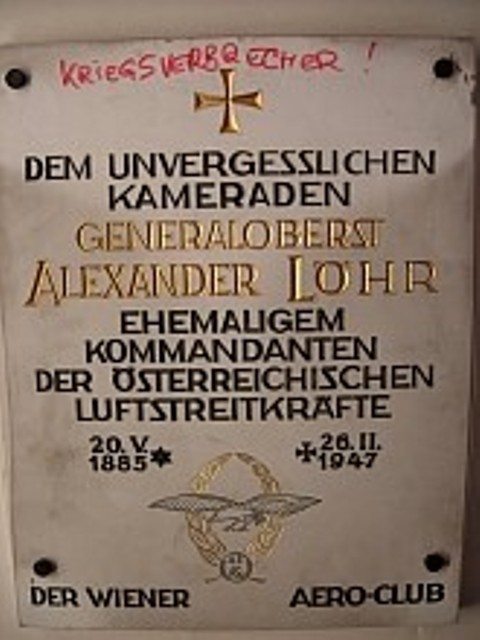 KRIEGSVERBRECHER !
DEM UNVERGESSLICHEN
KAMERADEN
GENERALOBERST
ALEXANDER LÖHR
EHEMALIGEM
KOMMANDANTEN
DER ÖSTERREICHISCHEN
LUFTSTREITKRÄFTE
20. V. 26. II.
1885 1947
DER WIENER AERO-CLUB